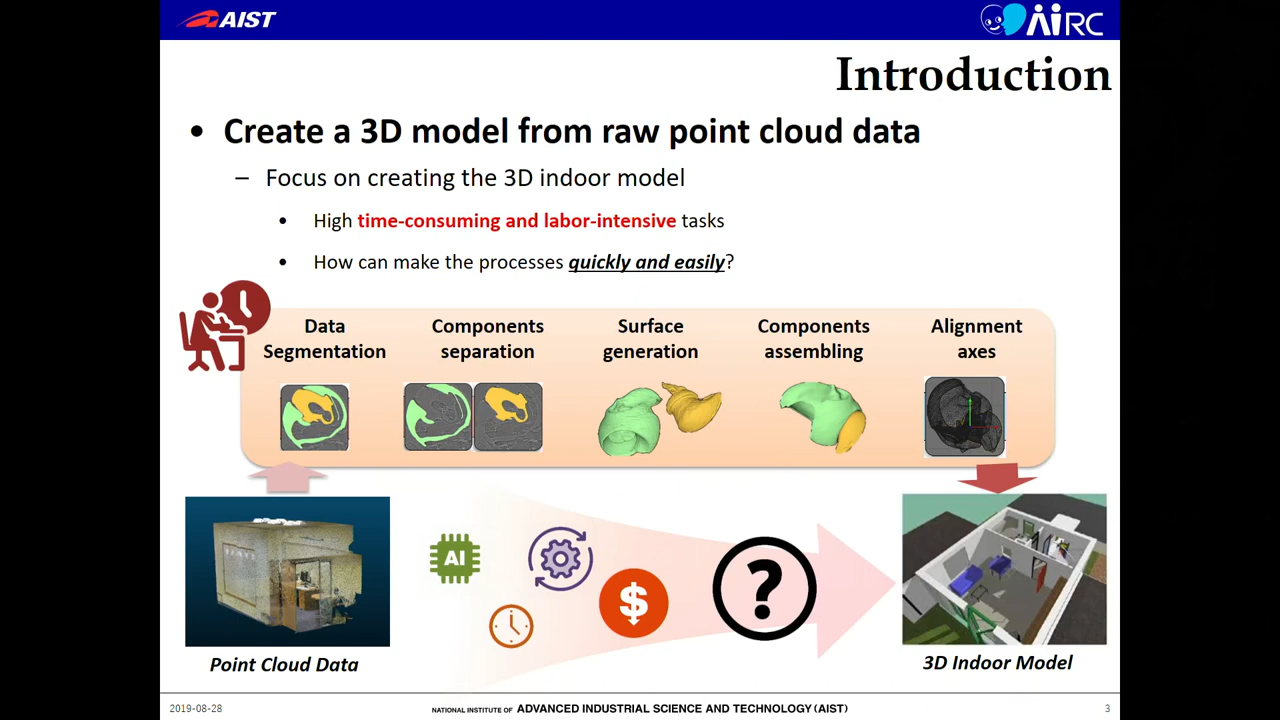 AIST
AIRC
Introduction
• Create a 3D model from raw point cloud data
– Focus on creating the 3D indoor model
• High time-consuming and labor-intensive tasks
• How can make the processes quickly and easily?
Data Segmentation
Components separation
Surface generation
Components assembling
Alignment axes
AI
$
?
Point Cloud Data
3D Indoor Model
2019-08-28
NATIONAL INSTITUTE OF ADVANCED INDUSTRIAL SCIENCE AND TECHNOLOGY (AIST)
3